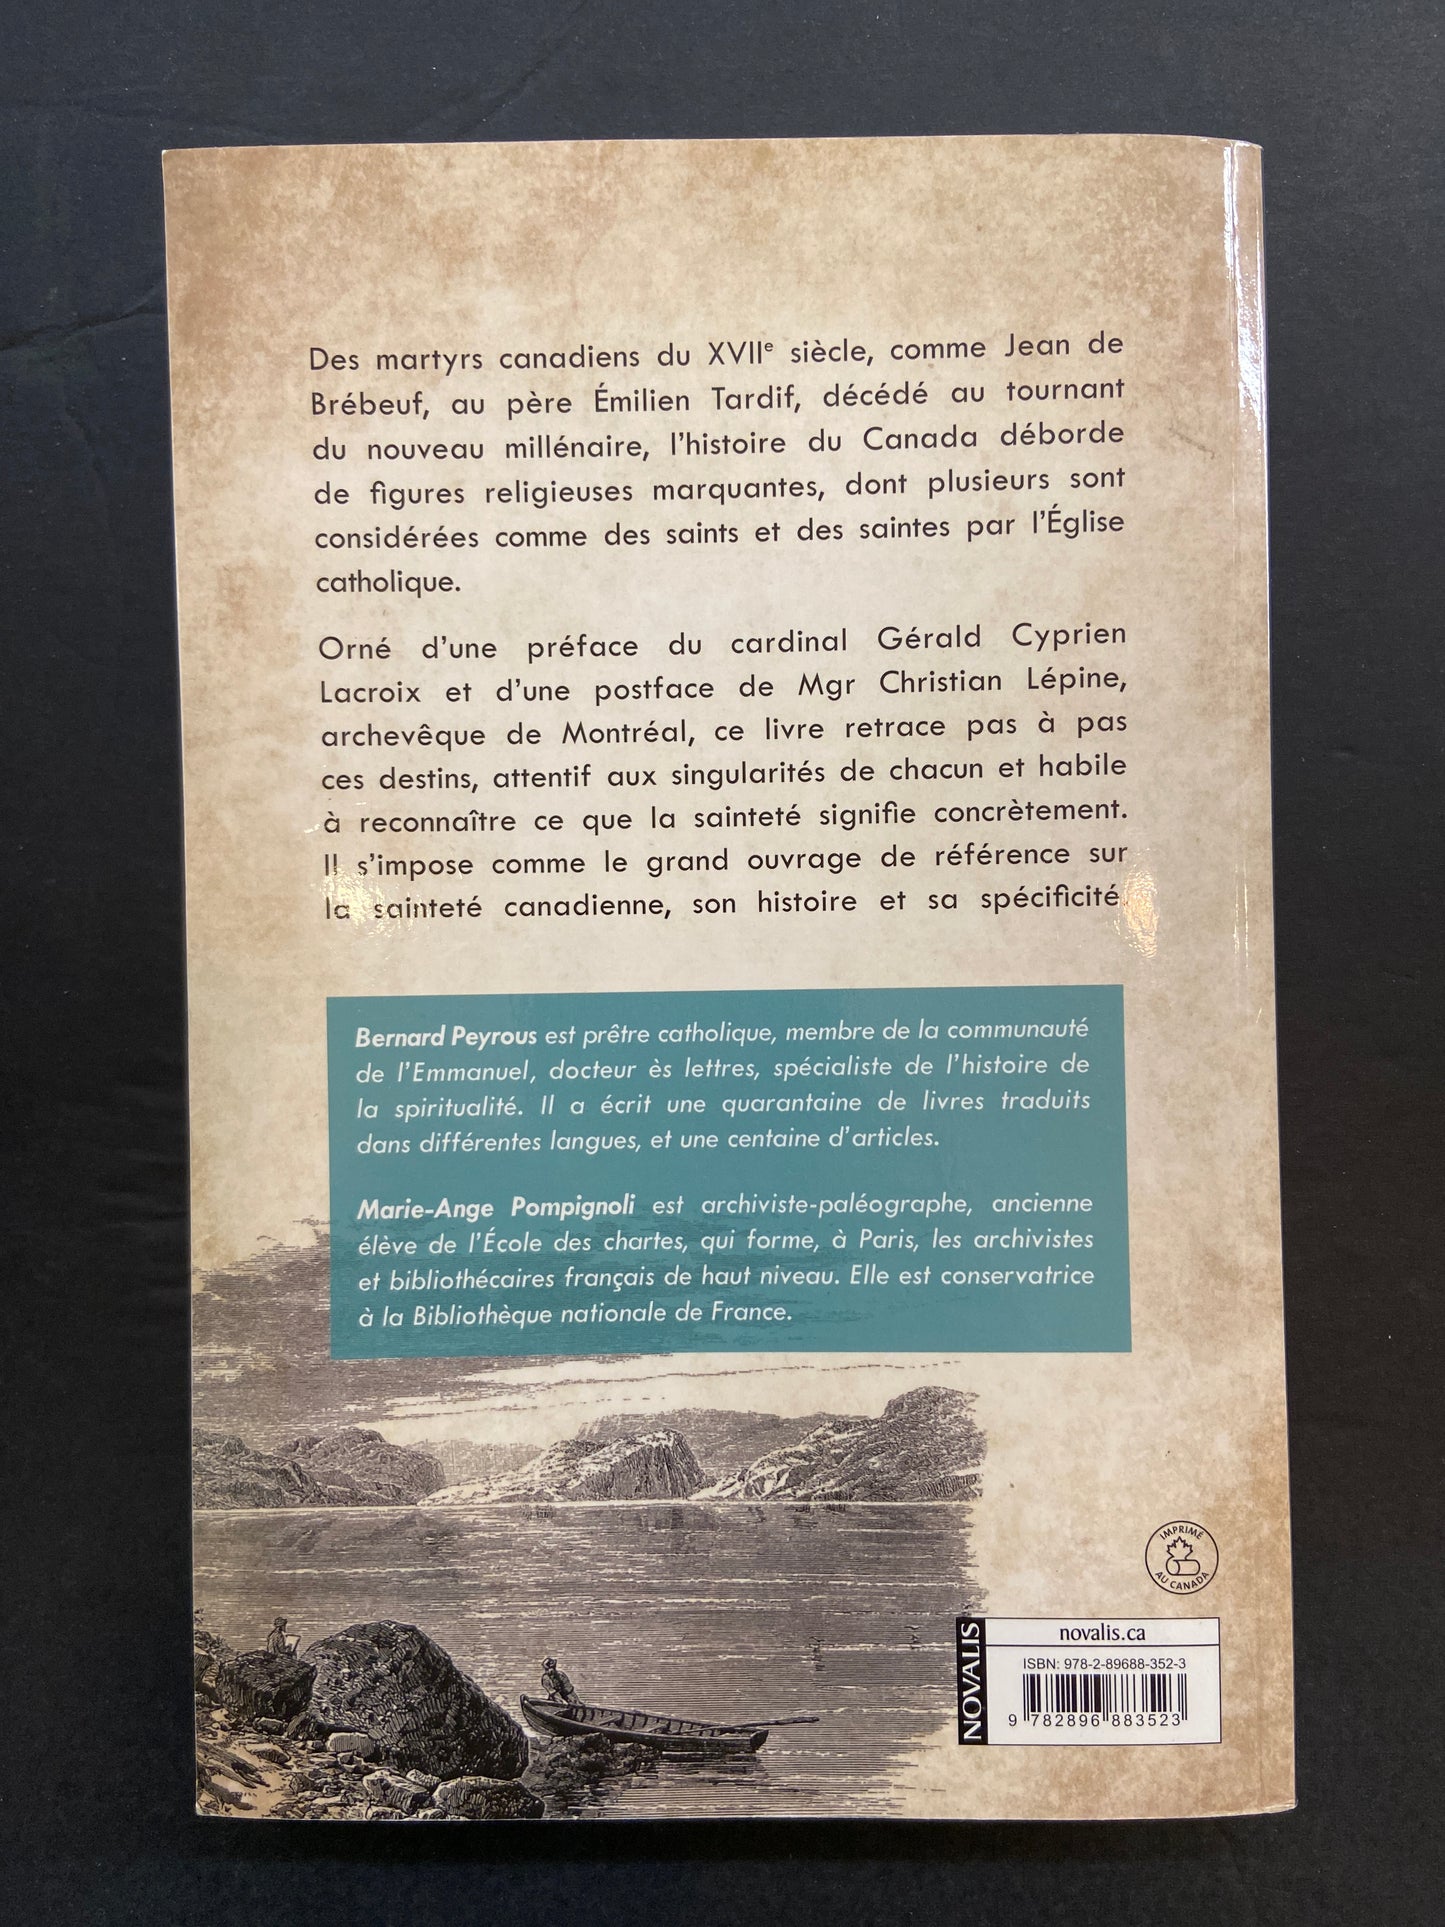 Des martyrs canadiens du XVIIe siècle, comme Jean de
Brébeuf, au père Émilien Tardif, décédé au tournant
du nouveau millénaire, l'histoire du Canada déborde
de figures religieuses marquantes, dont plusieurs sont
considérées comme des saints et des saintes par l'Église
catholique.
Orné d'une préface du cardinal Gérald Cyprien
Lacroix et d'une postface de Mgr Christian Lépine,
archevêque de Montréal, ce livre retrace pas à pas
ces destins, attentif aux singularités de chacun et habile
à reconnaître ce que la sainteté signifie concrètement.
Il s'impose comme le grand ouvrage de référence sur
la sainteté canadienne, son histoire et sa spécificité.
Bernard Peyrous est prêtre catholique, membre de la communauté
de l'Emmanuel, docteur ès lettres, spécialiste de l'histoire de
la spiritualité. Il a écrit une quarantaine de livres traduits
dans différentes langues, et une centaine d'articles.
Marie-Ange Pompignoli est archiviste-paléographe, ancienne
élève de l'École des chartes, qui forme, à Paris, les archivistes
et bibliothécaires français de haut niveau. Elle est conservatrice
à la Bibliothèque nationale de France.
IMPRIMÉ
AU CANADA
NOVALIS
novalis.ca
ISBN: 978-2-89688-352-3
9 782896 883523